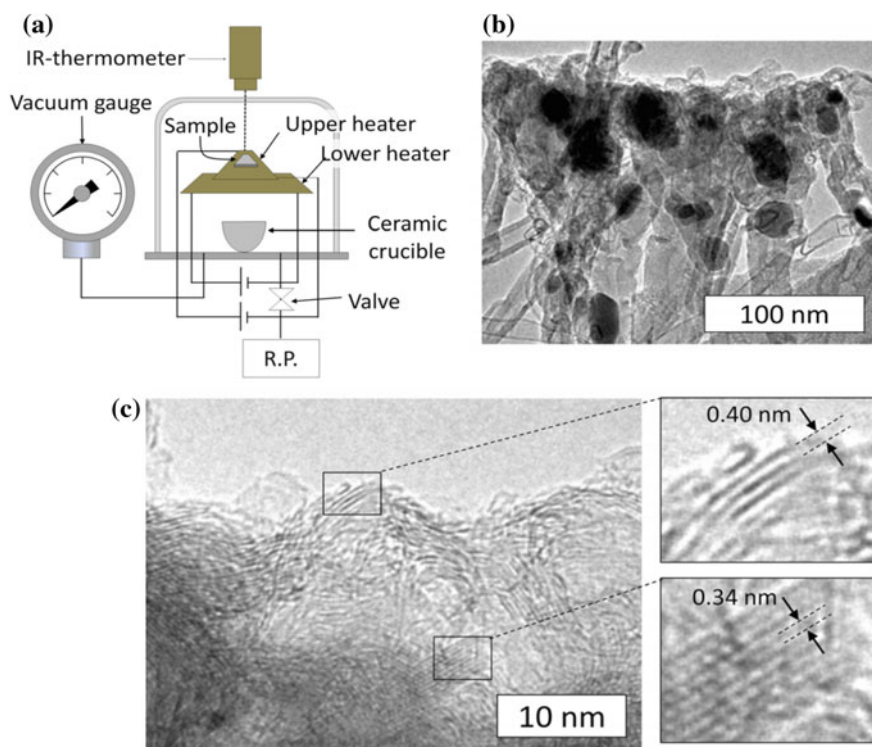 (a)
IR-thermometer
Vacuum gauge
Sample
Upper heater
Lower heater
Ceramic
crucible
Valve
R.P.
(b)
100 nm
(c)
10 nm
0.40 nm
0.34 nm